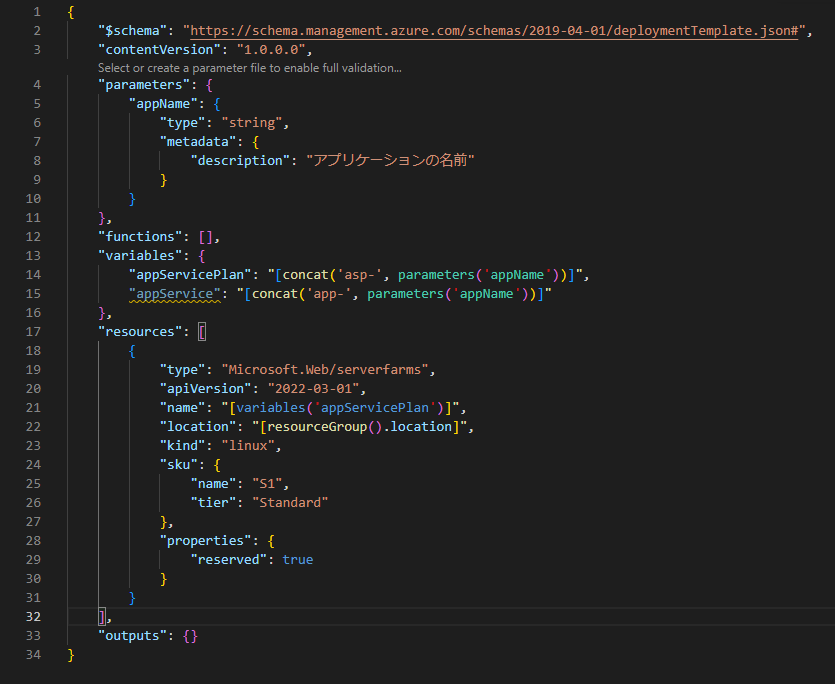 1 {
2 "$schema": "https://schema.management.azure.com/schemas/2019-04-01/deploymentTemplate.json#",
3 "contentVersion": "1.0.0.0",
Select or create a parameter file to enable full validation...
4 "parameters": {
5 "appName": {
6 "type": "string",
7 "metadata": {
8 "description": "アプリケーションの名前"
9 }
10 }
11 },
12 "functions": [],
13 "variables": {
14 "appServicePlan": "[concat('asp-', parameters('appName'))]",
15 "appService": "[concat('app-', parameters('appName'))]"
16 },
17 "resources": [
18 {
19 "type": "Microsoft.Web/serverfarms",
20 "apiVersion": "2022-03-01",
21 "name": "[variables('appServicePlan')]",
22 "location": "[resourceGroup().location]",
23 "kind": "linux",
24 "sku": {
25 "name": "S1",
26 "tier": "Standard"
27 },
28 "properties": {
29 "reserved": true
30 }
31 }
32 ],
33 "outputs": {}
34 }